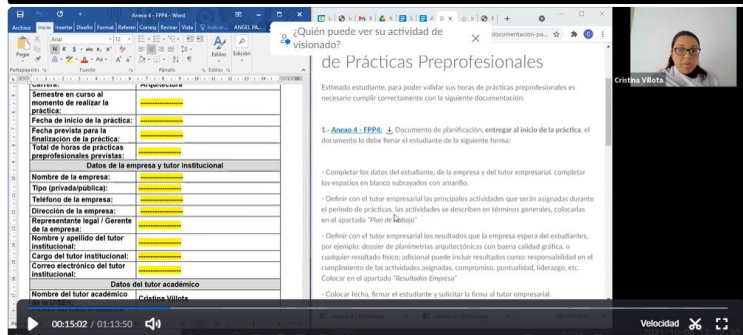 Anexo 4 - FPP4 - Word
ANGEL PA...
Archivo Inicio Insertar Diseño Format Referen Corresp Revisar Vista
Arial 12
Pegar
N K S abc
Estilos
Edición
Portapapeles Fuente Párrafo Estilos
¿Quién puede ver su actividad de
visionado?
documentacion-pa...
Carrera: Arquitectura
Semestre en curso al
momento de realizar la
práctica:
Fecha de inicio de la práctica:
Fecha prevista para la
finalización de la práctica:
Total de horas de prácticas
preprofesionales previstas:
Datos de la empresa y tutor institucional
Nombre de la empresa:
Tipo (privada/pública):
Teléfono de la empresa:
Dirección de la empresa:
Representante legal / Gerente
de la empresa:
Nombre y apellido del tutor
institucional:
Cargo del tutor institucional:
Correo electrónico del tutor
institucional:
Datos del tutor académico
Nombre del tutor académico
Cristina Villota
de Prácticas Preprofesionales
Estimado estudiante, para poder validar sus horas de prácticas preprofesionales es
necesario cumplir correctamente con la siguiente documentación:
1.- Anexo 4 - FPP4: Documento de planificación, entregar al inicio de la práctica, el
documento lo debe llenar el estudiante de la siguiente forma:
- Completar los datos del estudiante, de la empresa y del tutor empresarial. completar
los espacios en blanco subrayados con amarillo.
- Definir con el tutor empresarial las principales actividades que serán asignadas durante
el periodo de prácticas, las actividades se describen en términos generales, colocarlas
en el apartado "Plan de trabajo"
- Definir con el tutor empresarial los resultados que la empresa espera del estudiantes,
por ejemplo: dossier de planimetrías arquitectónicas con buena calidad gráfica, o
cualquier resultado físico; adicional puede incluir resultados como: responsabilidad en el
cumplimiento de las actividades asignadas, compromiso, puntualidad, liderazgo, etc.
Colocar en el apartado "Resultados Empresa"
- Colocar fecha, firmar el estudiante y solicitar la firma al tutor empresarial.
Cristina Villota
00:15:02 / 01:13:50
Velocidad